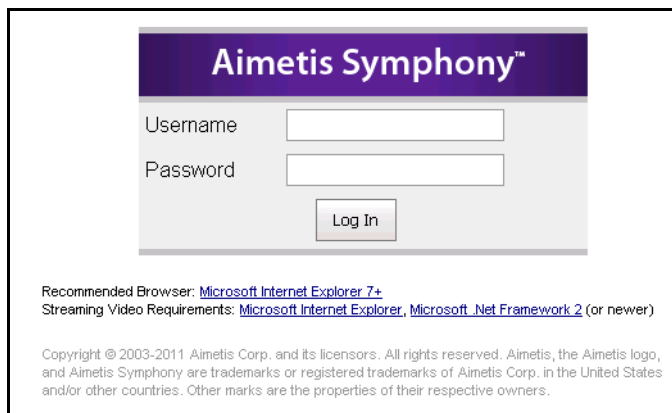 Aimetis Symphony™
Username
Password
Log In
Recommended Browser: Microsoft Internet Explorer 7+
Streaming Video Requirements: Microsoft Internet Explorer, Microsoft .Net Framework 2 (or newer)
Copyright © 2003-2011 Aimetis Corp. and its licensors. All rights reserved. Aimetis, the Aimetis logo,
and Aimetis Symphony are trademarks or registered trademarks of Aimetis Corp. in the United States
and/or other countries. Other marks are the properties of their respective owners.